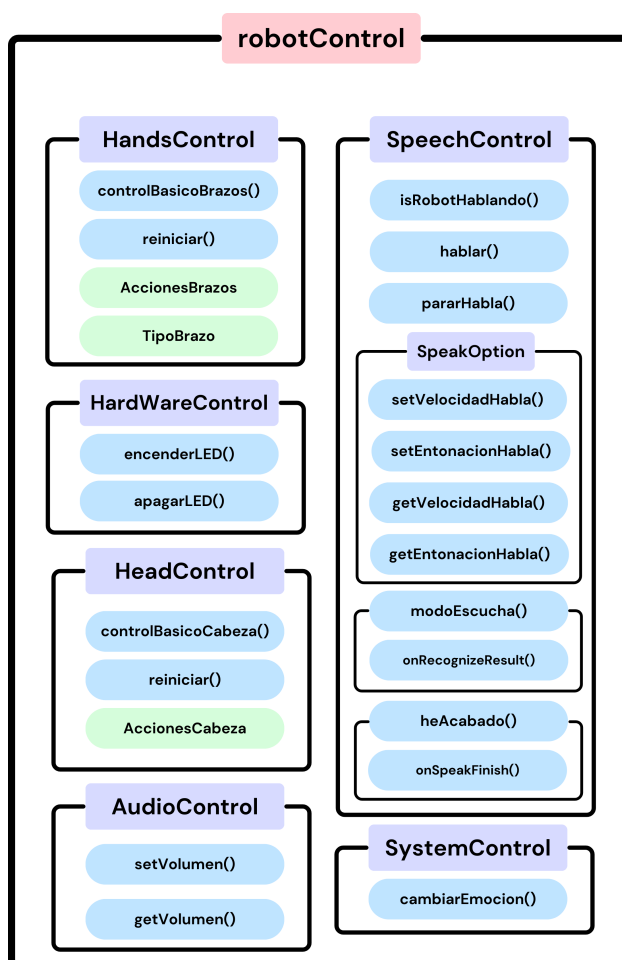 robotControl
HandsControl
controlBasicoBrazos()
reiniciar()
AccionesBrazos
TipoBrazo
HardWareControl
encenderLED()
apagarLED()
HeadControl
controlBasicoCabeza()
reiniciar()
AccionesCabeza
AudioControl
setVolumen()
getVolumen()
SpeechControl
isRobotHablando()
hablar()
pararHabla()
SpeakOption
setVelocidadHabla()
setEntonacionHabla()
getVelocidadHabla()
getEntonacionHabla()
modoEscucha()
onRecognizeResult()
heAcabado()
onSpeakFinish()
SystemControl
cambiarEmocion()